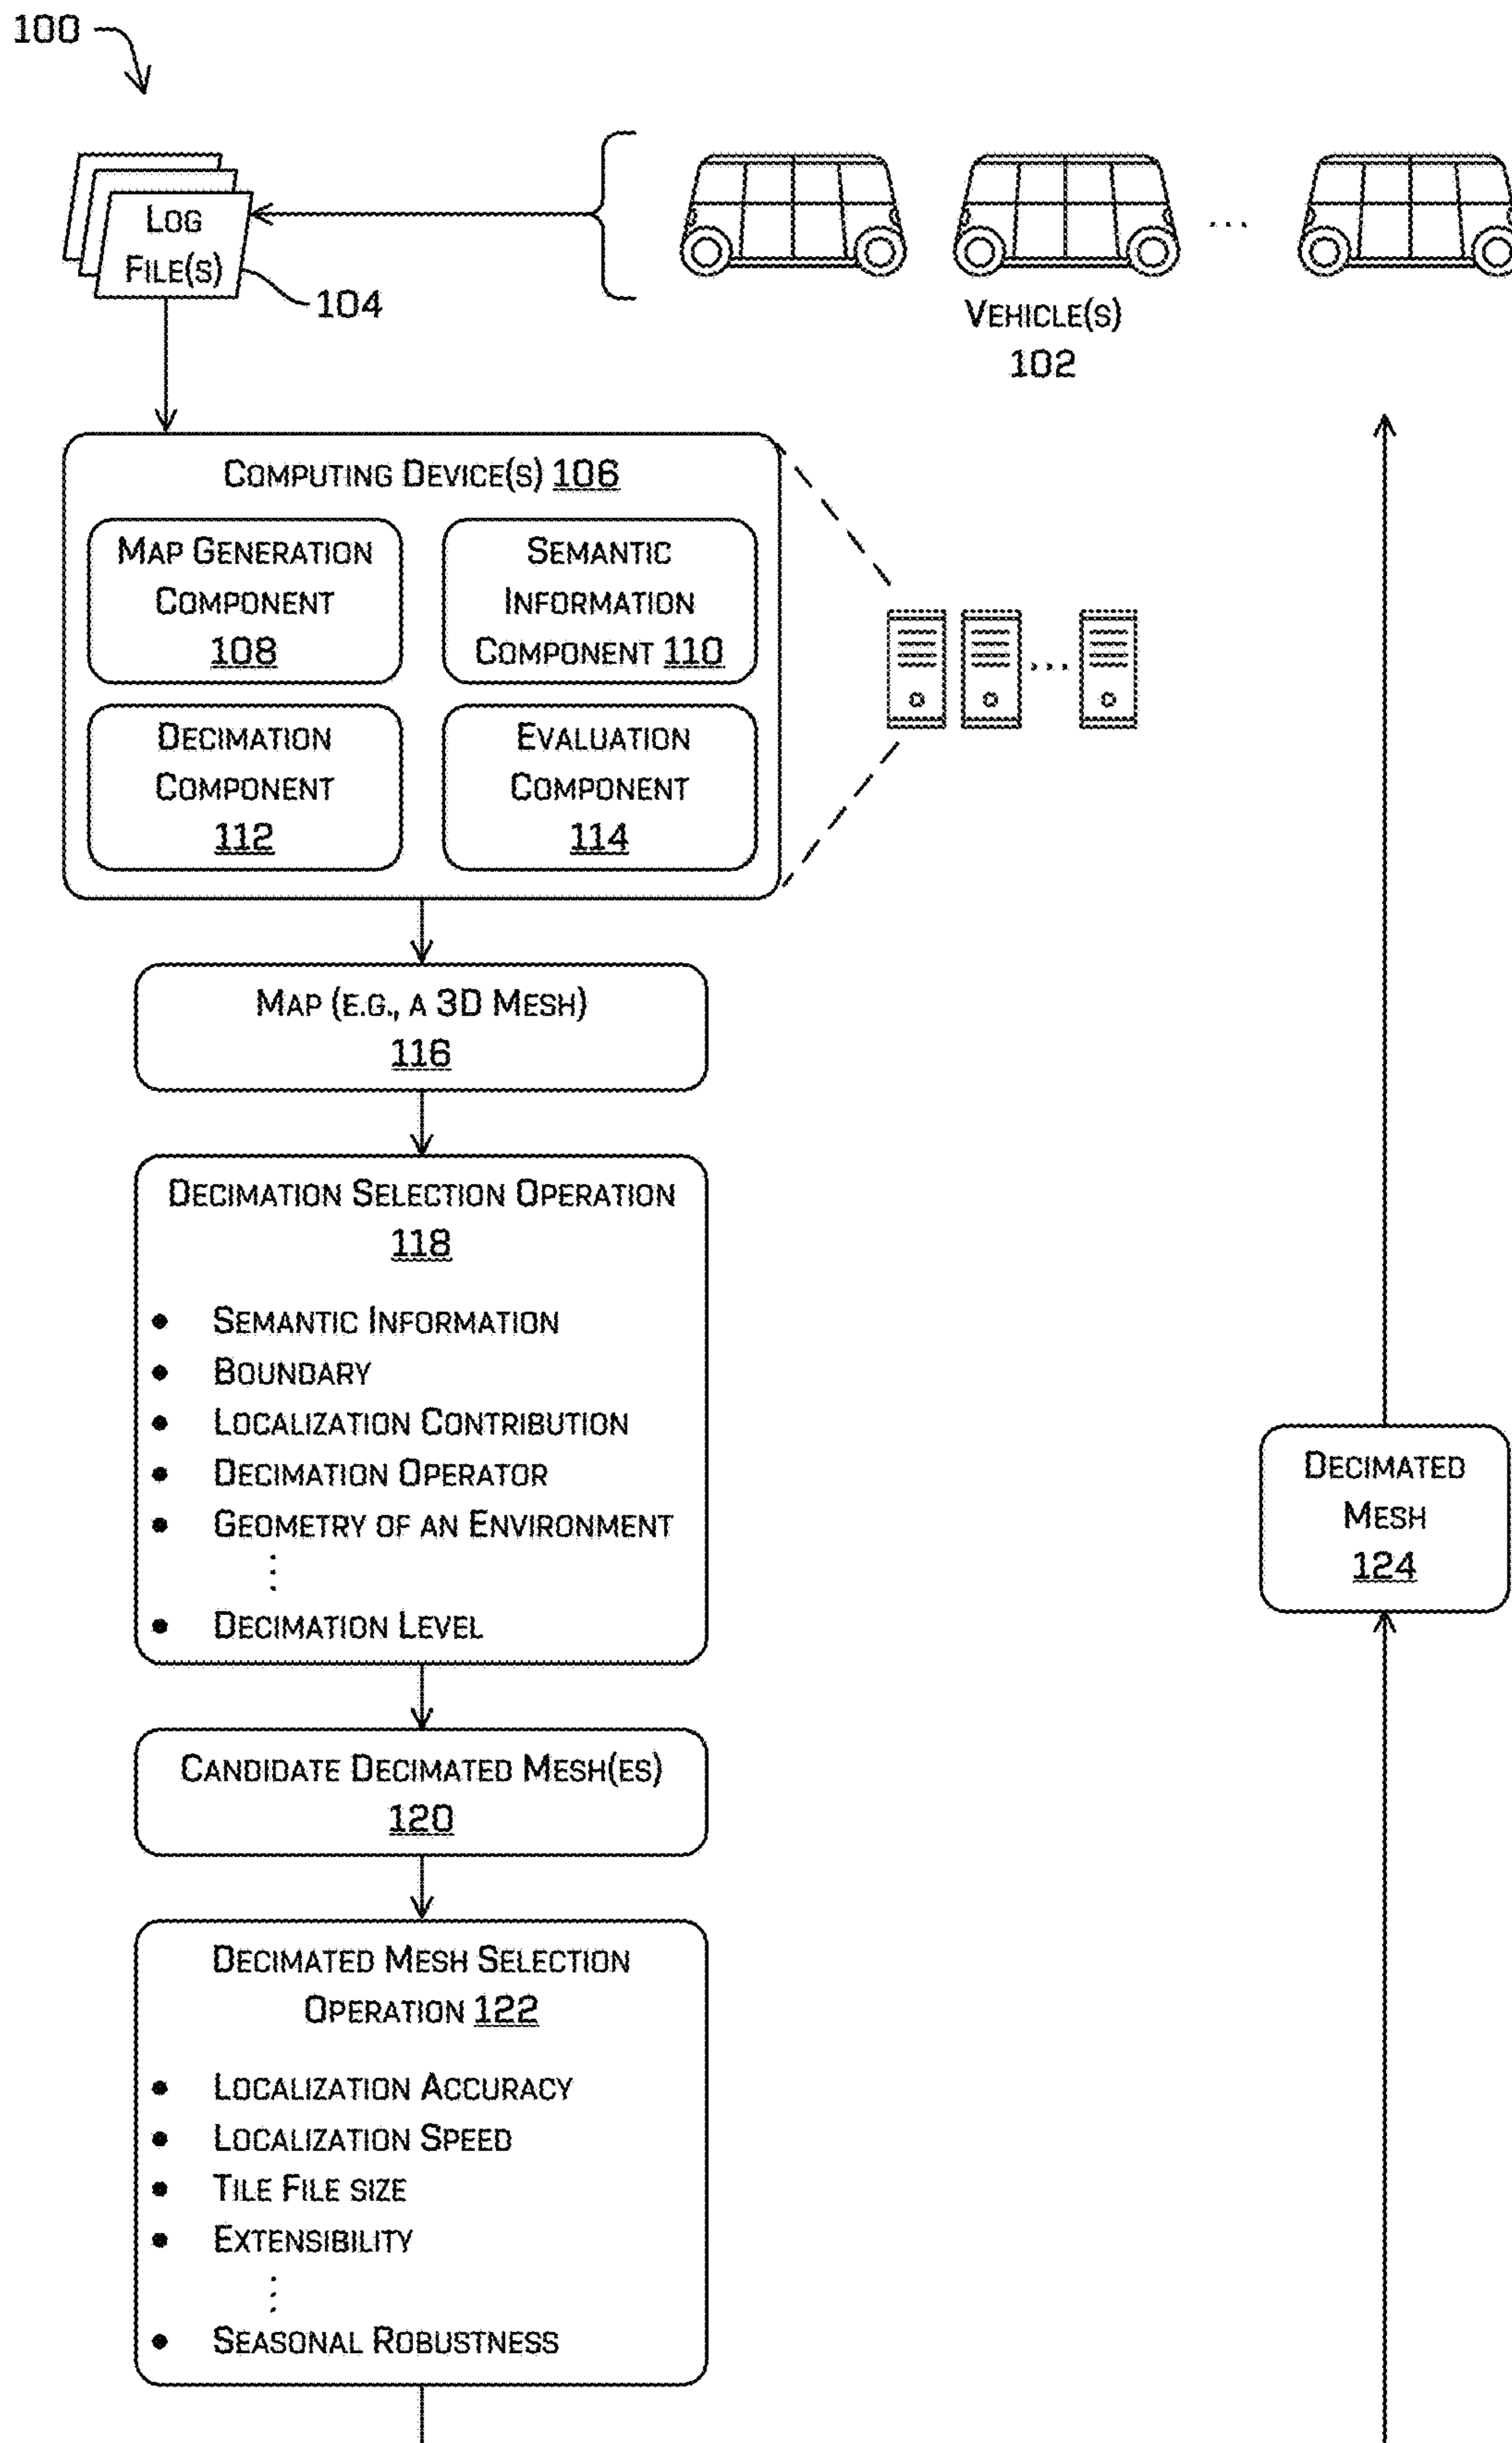 100
Log
File(s)
104
Vehicle(s)
102
Computing Device(s) 106
Map Generation
Component
108
Semantic
Information
Component 110
Decimation
Component
112
Evaluation
Component
114
Map (e.g., a 3D Mesh)
116
Decimation Selection Operation
118
• Semantic Information
• Boundary
• Localization Contribution
• Decimation Operator
• Geometry of an Environment
• Decimation Level
Candidate Decimated Mesh(es)
120
Decimated Mesh Selection
Operation 122
• Localization Accuracy
• Localization Speed
• Tile File size
• Extensibility
• Seasonal Robustness
Decimated
Mesh
124